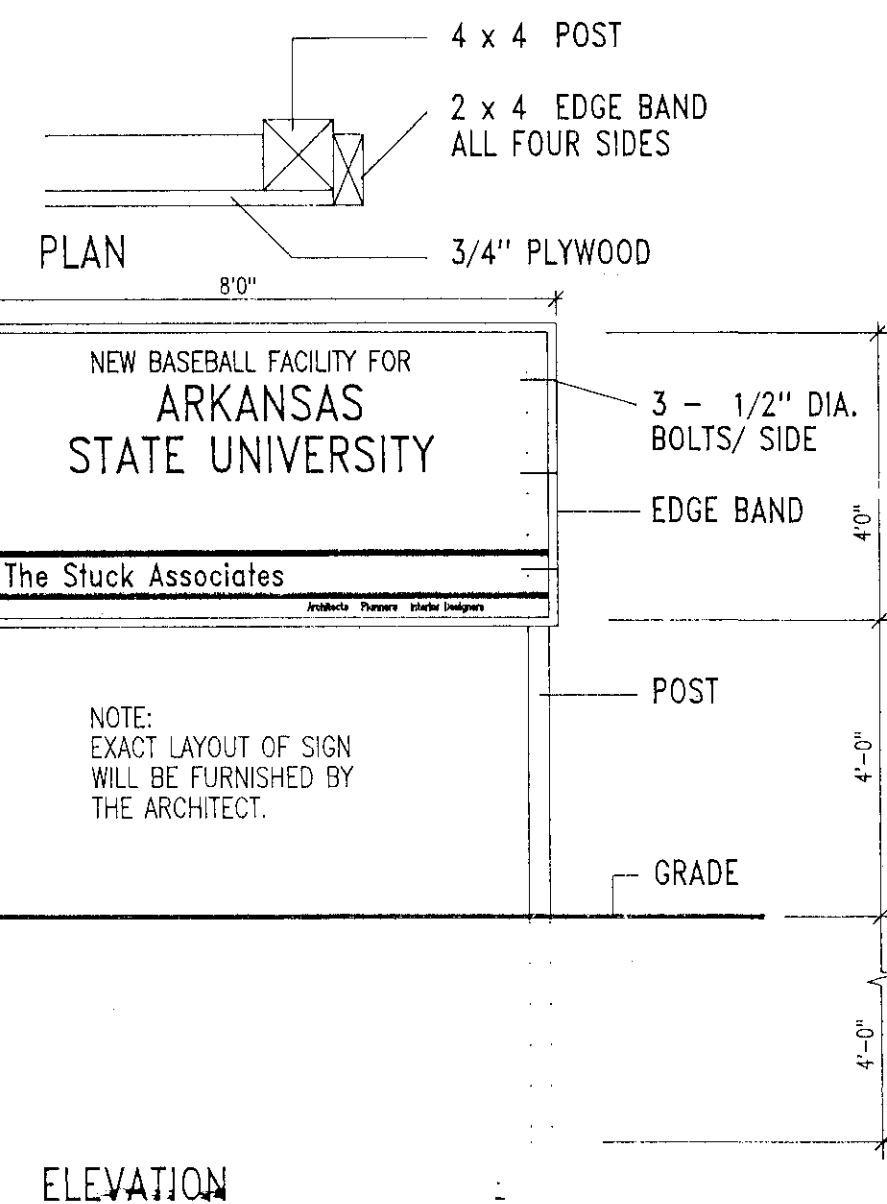 4 x 4 POST
2 x 4 EDGE BAND
ALL FOUR SIDES
3/4" PLYWOOD
PLAN
8'0"
NEW BASEBALL FACILITY FOR
ARKANSAS
STATE UNIVERSITY
The Stuck Associates
Architects Planners Interior Designers
3 - 1/2" DIA.
BOLTS/ SIDE
EDGE BAND
4'0"
POST
4'-0"
NOTE:
EXACT LAYOUT OF SIGN
WILL BE FURNISHED BY
THE ARCHITECT.
GRADE
4'-0"
ELEVATION